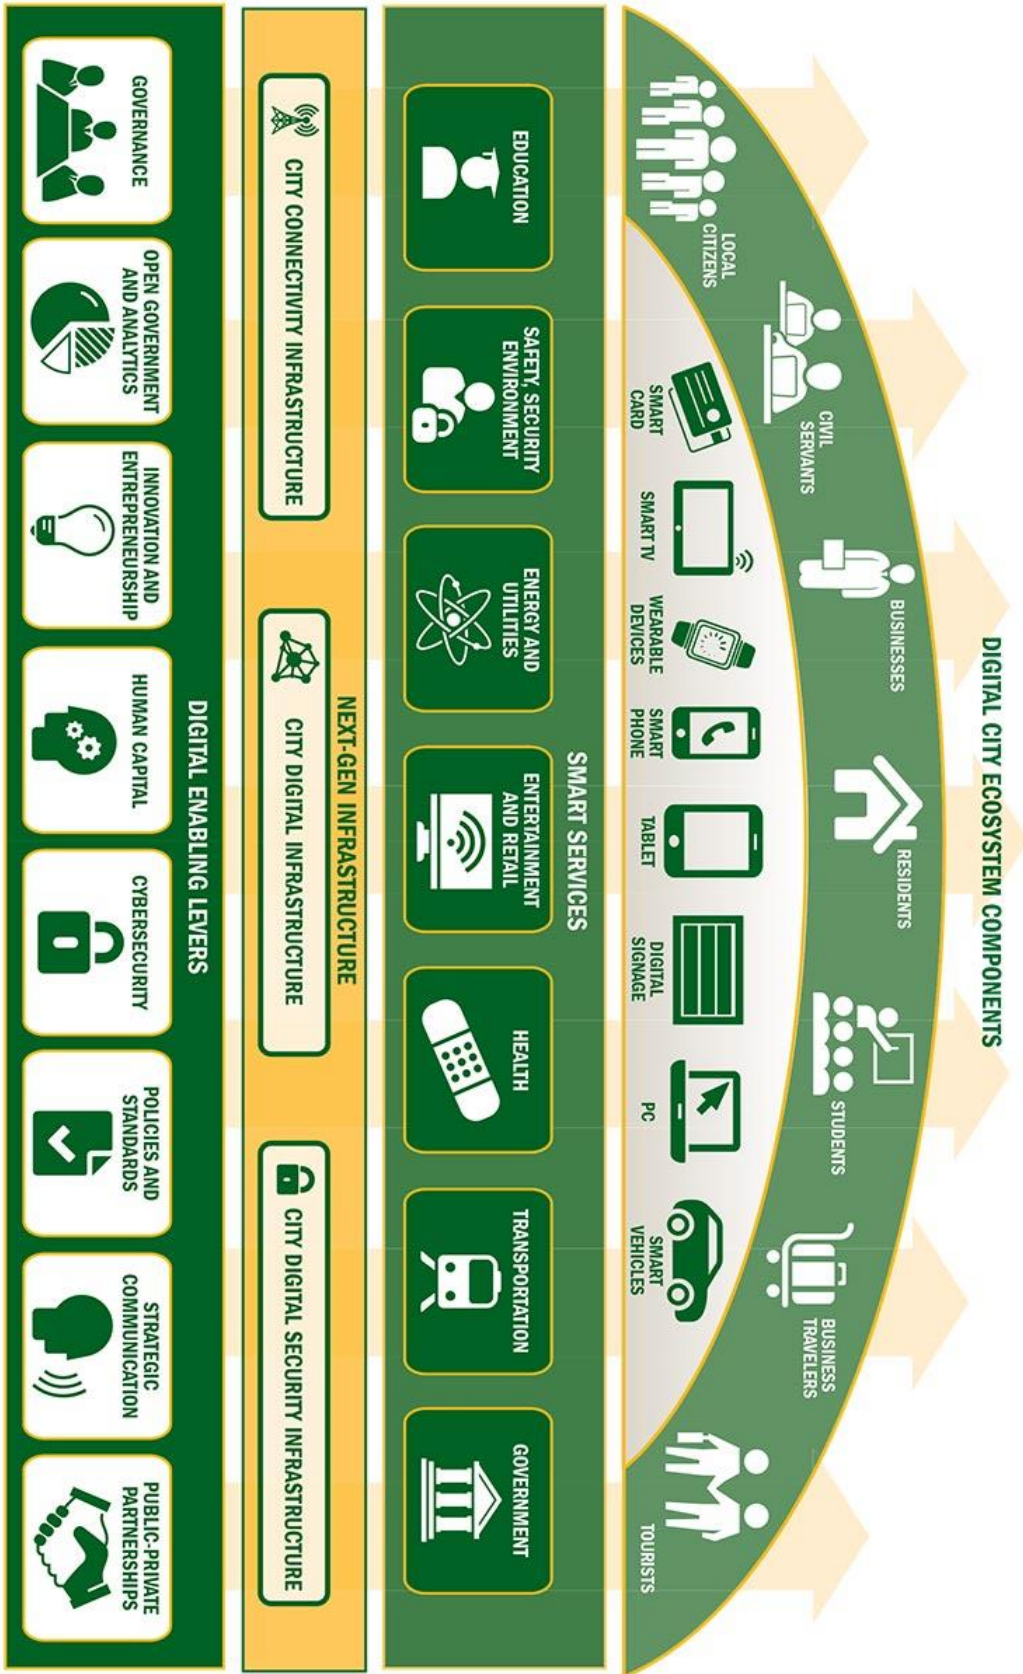 DIGITAL CITY ECOSYSTEM COMPONENTS
LOCAL
CITIZENS
CIVIL
SERVANTS
BUSINESSES
RESIDENTS
STUDENTS
BUSINESS
TRAVELERS
TOURISTS
SMART
CARD
SMART TV
WEARABLE
DEVICES
SMART
PHONE
TABLET
DIGITAL
SIGNAGE
PC
SMART
VEHICLES
SMART SERVICES
EDUCATION
SAFETY, SECURITY
ENVIRONMENT
ENERGY AND
UTILITIES
ENTERTAINMENT
AND RETAIL
HEALTH
TRANSPORTATION
GOVERNMENT
NEXT-GEN INFRASTRUCTURE
CITY CONNECTIVITY INFRASTRUCTURE
CITY DIGITAL INFRASTRUCTURE
CITY DIGITAL SECURITY INFRASTRUCTURE
DIGITAL ENABLING LEVERS
GOVERNANCE
OPEN GOVERNMENT
AND ANALYTICS
INNOVATION AND
ENTREPRENEURSHIP
HUMAN CAPITAL
CYBERSECURITY
POLICIES AND
STANDARDS
STRATEGIC
COMMUNICATION
PUBLIC-PRIVATE
PARTNERSHIPS